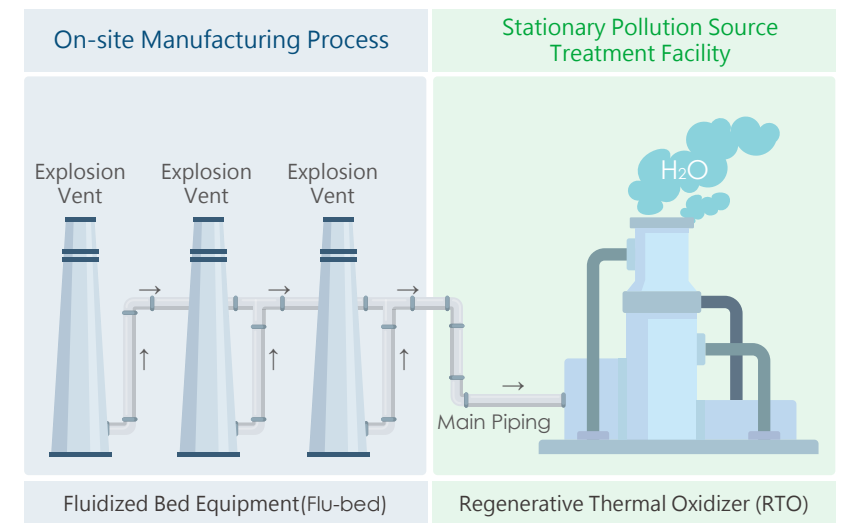 On-site Manufacturing Process
Stationary Pollution Source
Treatment Facility
Explosion
Vent
Explosion
Vent
Explosion
Vent
H₂O
→
→
→
↑
↑
↑
→
Main Piping
Fluidized Bed Equipment(Flu-bed)
Regenerative Thermal Oxidizer (RTO)